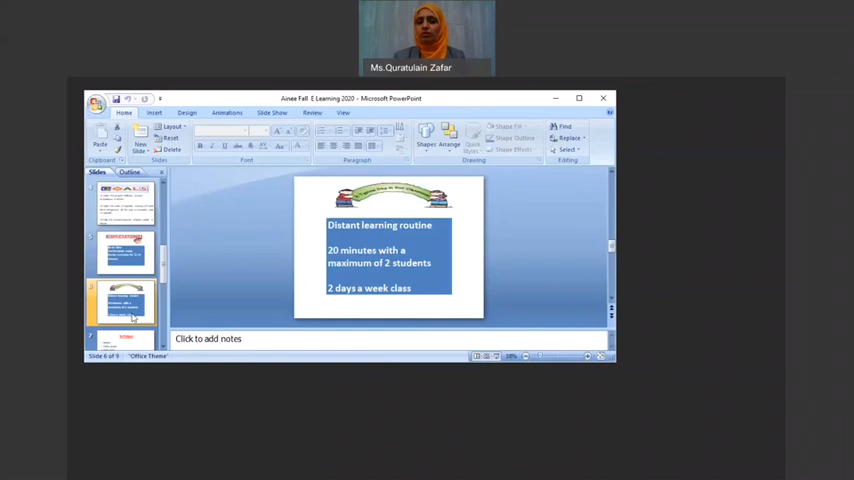 Ms.Quratulain Zafar
Ainee Fall E Learning 2020 - Microsoft PowerPoint
Home Insert Design Animations Slide Show Review View
Paste
New Slide
Layout
Reset
Delete
Shapes
Arrange
Quick Styles
Shape Fill
Shape Outline
Shape Effects
Find
Replace
Select
Clipboard
Slides
Font
Paragraph
Drawing
Editing
Slides Outline
Distant learning routine
20 minutes with a
maximum of 2 students
2 days a week class
Click to add notes
Slide 6 of 9
"Office Theme"